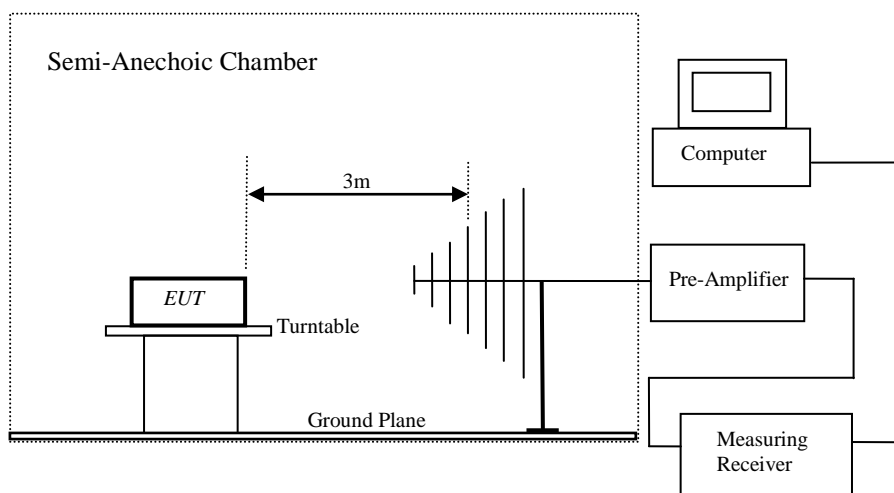 Semi-Anechoic Chamber
Computer
3m
Pre-Amplifier
EUT
Turntable
Ground Plane
Measuring
Receiver